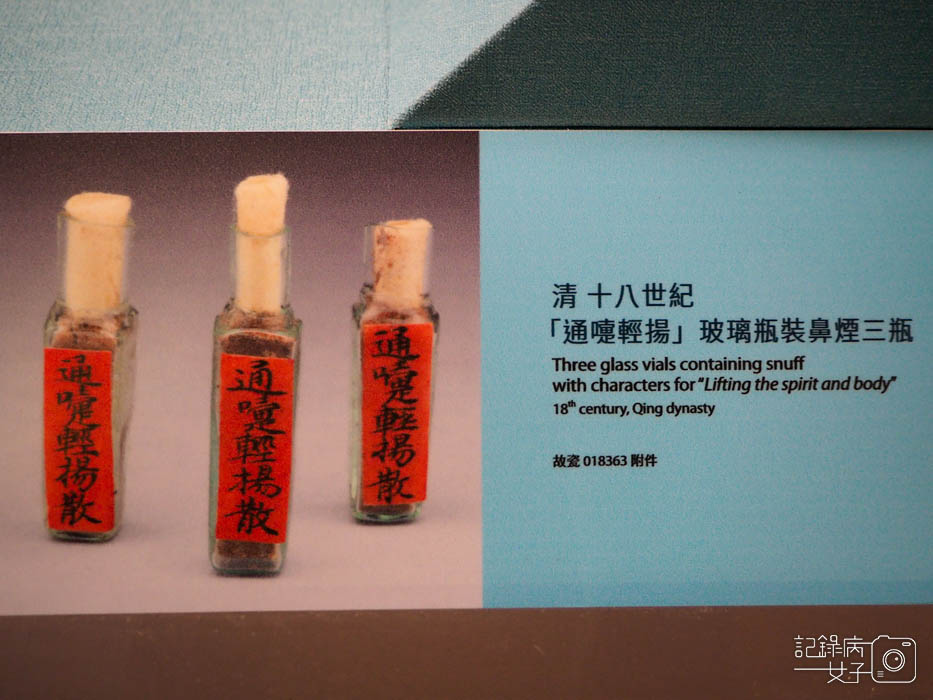 通嚏輕揚散
通嚏輕揚散
通嚏輕揚散
清 十八世紀
「通嚏輕揚」玻璃瓶裝鼻煙三瓶
Three glass vials containing snuff
with characters for "Lifting the spirit and body"
18th century, Qing dynasty
故瓷 018363 附件
記錄病
女子